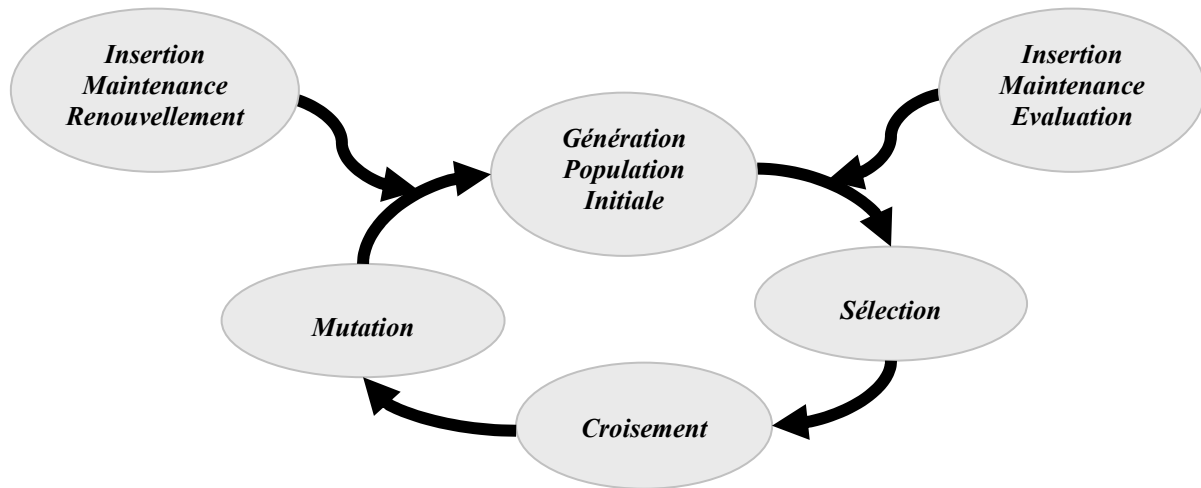 Insertion
Maintenance
Renouvellement
Insertion
Maintenance
Evaluation
Génération
Population
Initiale
Mutation
Sélection
Croisement